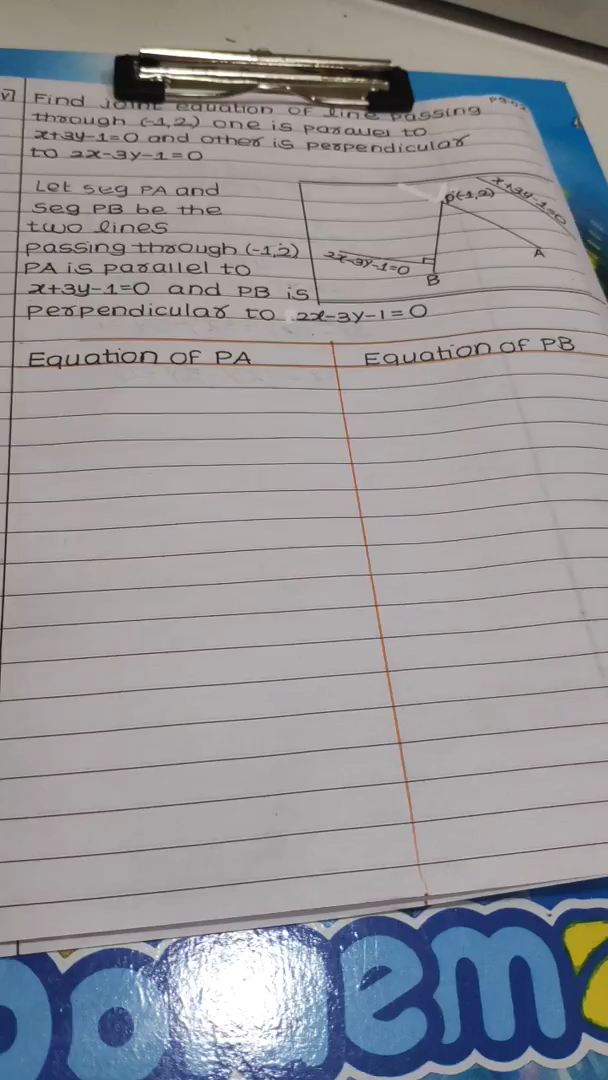 v] Find joint equation of line passing
through (-1,2) one is parallel to
x+3y-1=0 and other is perpendicular
to 2x-3y-1=0
Let seg PA and
seg PB be the
two lines
passing through (-1,2)
PA is parallel to
x+3y-1=0 and PB is
perpendicular to 2x-3y-1=0
P(-1,2)
x+3y-1=0
A
2x-3y-1=0
B
Equation of PA
Equation of PB